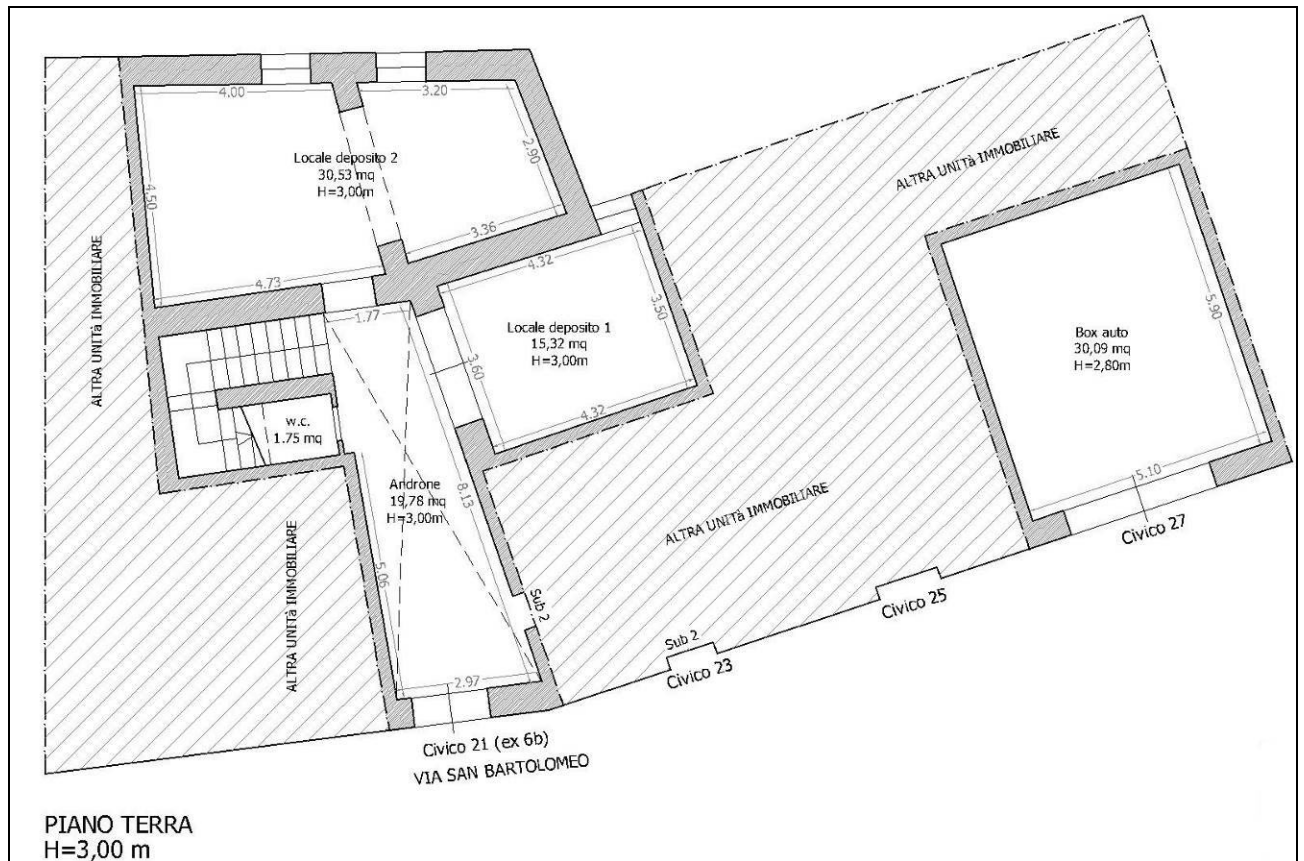 4.00
3.20
2.90
Locale deposito 2
30,53 mq
H=3,00m
4.50
3.36
4.73
ALTRA UNITà IMMOBILIARE
ALTRA UNITà IMMOBILIARE
4.32
1.77
3.50
Locale deposito 1
15,32 mq
H=3,00m
3.60
4.32
5.90
Box auto
30,09 mq
H=2,80m
w.c.
1.75 mq
Androne
19,78 mq
H=3,00m
8.13
5.06
ALTRA UNITà IMMOBILIARE
ALTRA UNITà IMMOBILIARE
5.10
Civico 27
Sub 2
Civico 25
Sub 2
Civico 23
2.97
Civico 21 (ex 6b)
VIA SAN BARTOLOMEO
PIANO TERRA
H=3,00 m